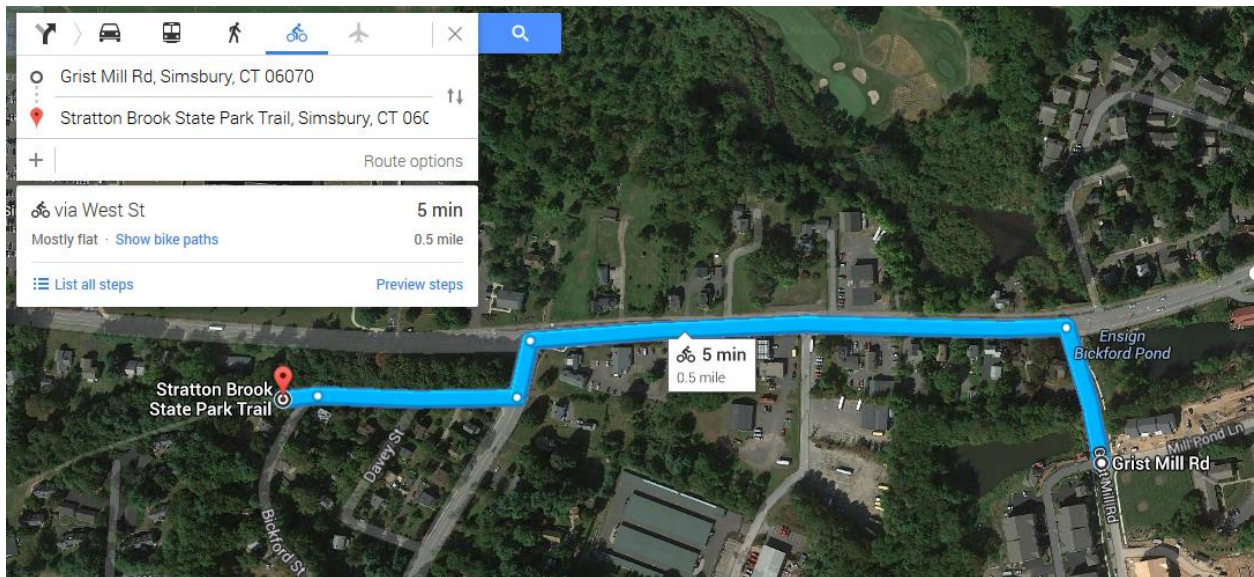 Grist Mill Rd, Simsbury, CT 06070
Stratton Brook State Park Trail, Simsbury, CT 060
+
Route options
via West St 5 min
Mostly flat · Show bike paths 0.5 mile
List all steps Preview steps
5 min
0.5 mile
Ensign
Bickford Pond
Stratton Brook
State Park Trail
Davey St
Bickford St
Mill Pond Ln
Grist Mill Rd
Grist Mill Rd